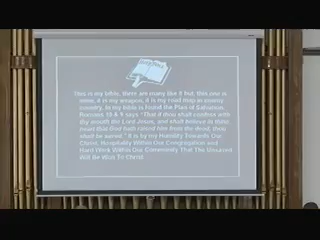 This is my bible, there are many like it but, this one is
mine, it is my weapon, it is my road map in enemy
country. In my bible is found the Plan of Salvation.
Romans 10 & 9 says "That if thou shall confess with
thy mouth the Lord Jesus, and shalt believe in thine
heart that God hath raised him from the dead, thou
shalt be saved." It is by my Humility Towards Our
Christ, Hospitality Within Our Congregation and
Hard Work Within Our Community That The Unsaved
Will Be Won To Christ.